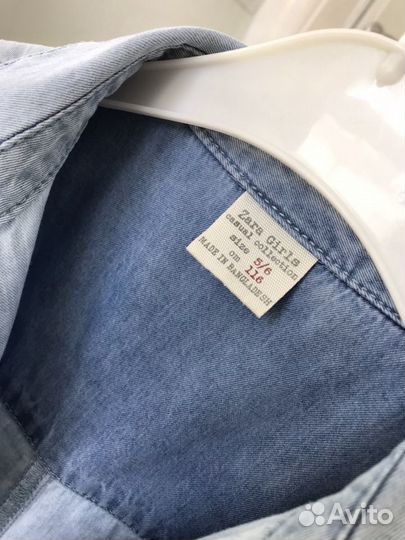 Zara Girls
casual collection
size 5/6
cm 116
MADE IN BANGLADESH
Avito